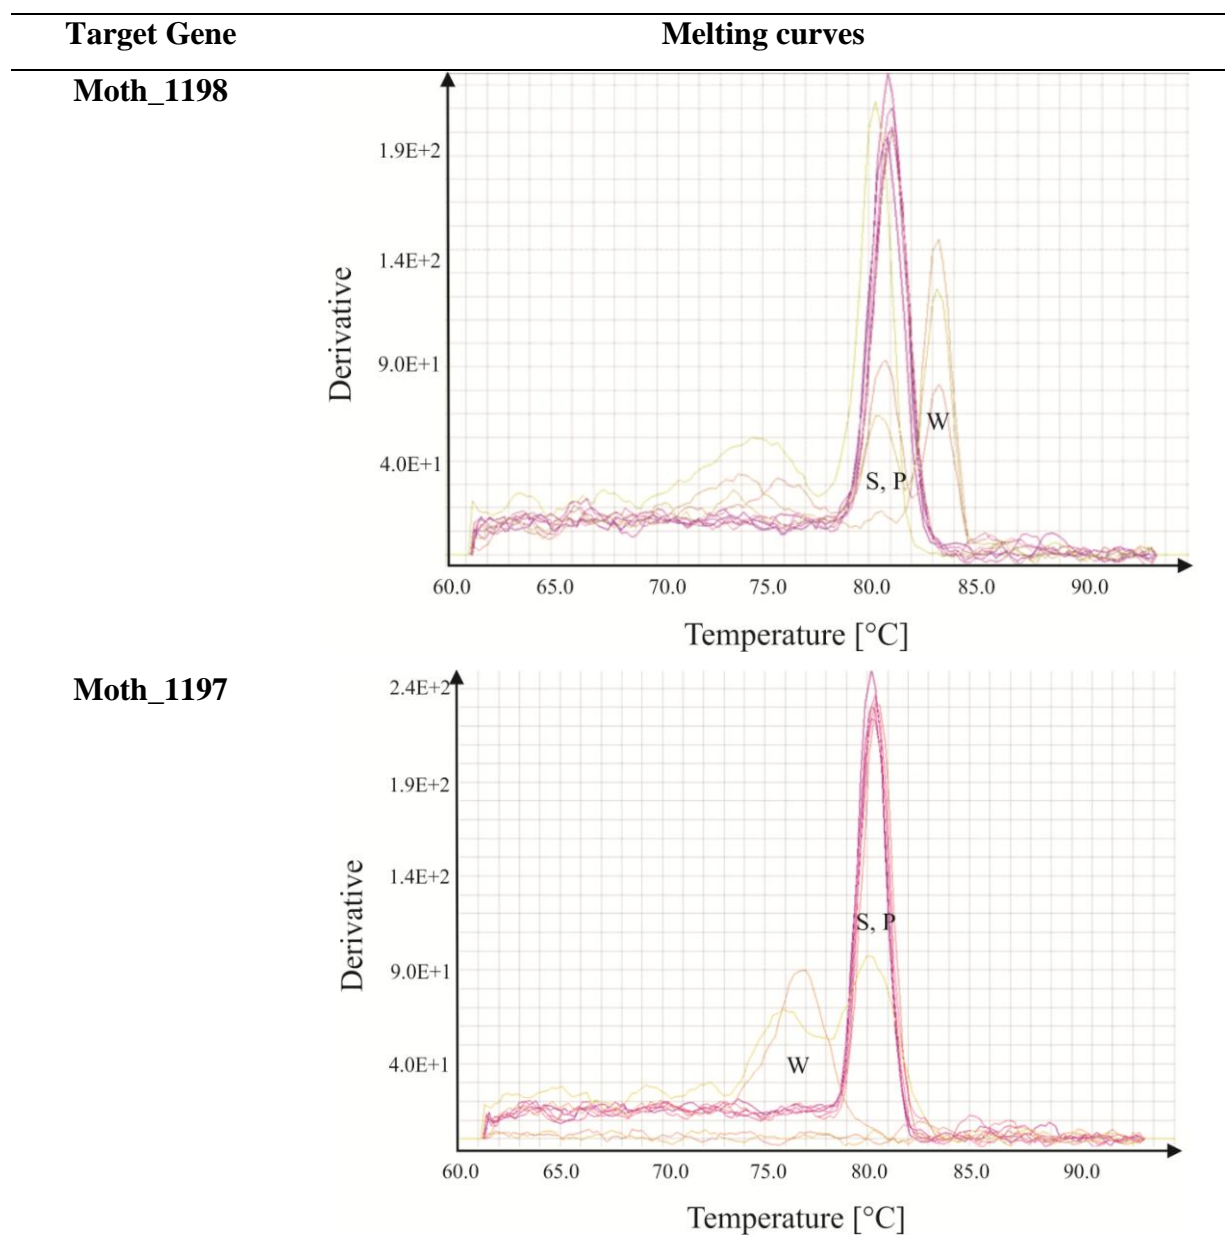 Target Gene Melting curves
Moth_1198
1.9E+2
1.4E+2
9.0E+1
4.0E+1
Derivative
W
S, P
60.0 65.0 70.0 75.0 80.0 85.0 90.0
Temperature [°C]
Moth_1197
2.4E+2
1.9E+2
1.4E+2
9.0E+1
4.0E+1
Derivative
S, P
W
60.0 65.0 70.0 75.0 80.0 85.0 90.0
Temperature [°C]